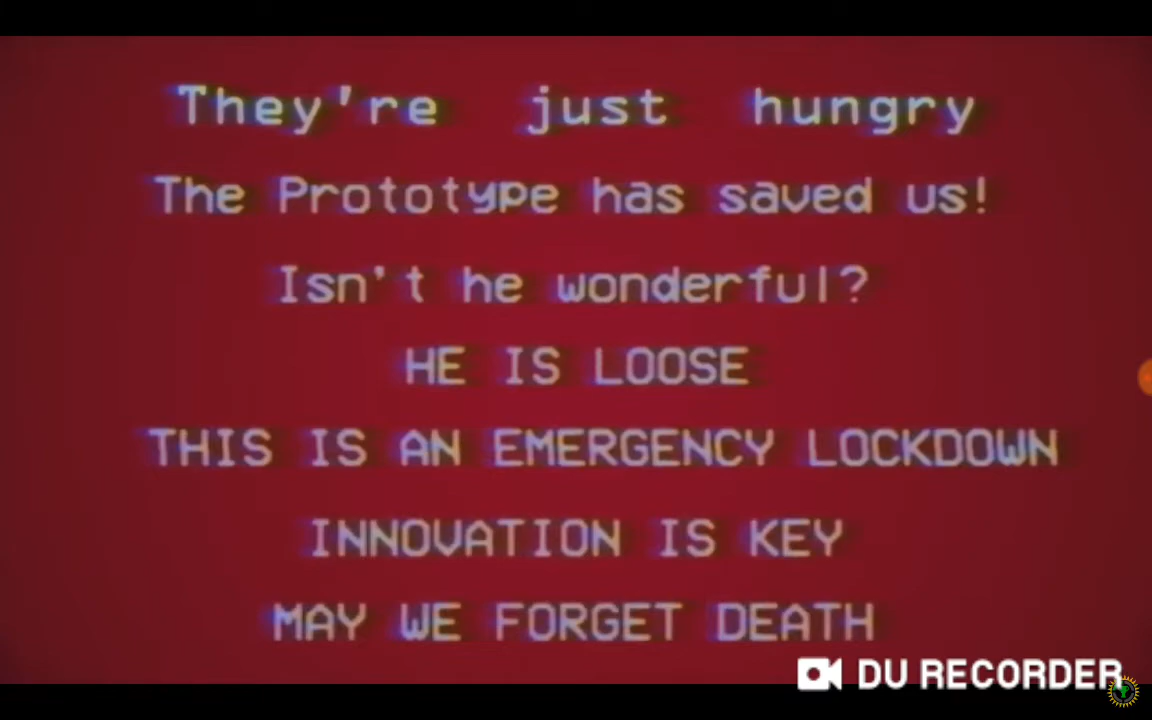 They're just hungry
The Prototype has saved us!
Isn't he wonderful?
HE IS LOOSE
THIS IS AN EMERGENCY LOCKDOWN
INNOVATION IS KEY
MAY WE FORGET DEATH
DU RECORDER